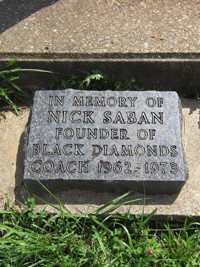 IN MEMORY OF
NICK SABAN
FOUNDER OF
BLACK DIAMONDS
COACH 1962-1973